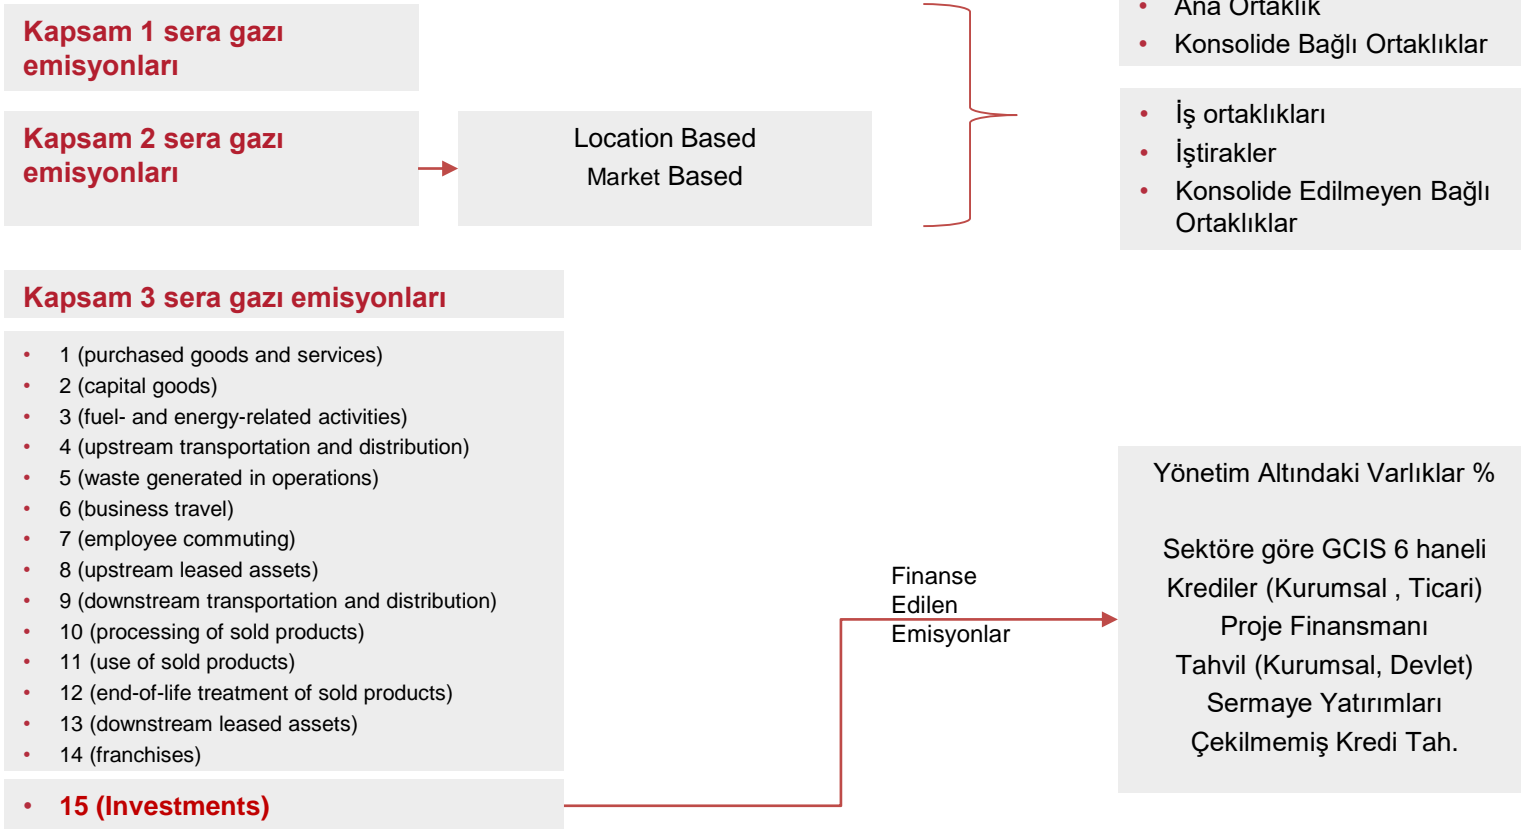 Kapsam 1 sera gazı
emisyonları
Ana Ortaklık
• Konsolide Bağlı Ortaklıklar
Kapsam 2 sera gazı
emisyonları
Location Based
Market Based
• İş ortaklıkları
• İştirakler
• Konsolide Edilmeyen Bağlı
Ortaklıklar
Kapsam 3 sera gazı emisyonları
• 1 (purchased goods and services)
• 2 (capital goods)
• 3 (fuel- and energy-related activities)
• 4 (upstream transportation and distribution)
• 5 (waste generated in operations)
• 6 (business travel)
• 7 (employee commuting)
• 8 (upstream leased assets)
• 9 (downstream transportation and distribution)
• 10 (processing of sold products)
• 11 (use of sold products)
• 12 (end-of-life treatment of sold products)
• 13 (downstream leased assets)
• 14 (franchises)
• 15 (Investments)
Finanse
Edilen
Emisyonlar
Yönetim Altındaki Varlıklar %
Sektöre göre GCIS 6 haneli
Krediler (Kurumsal , Ticari)
Proje Finansmanı
Tahvil (Kurumsal, Devlet)
Sermaye Yatırımları
Çekilmemiş Kredi Tah.